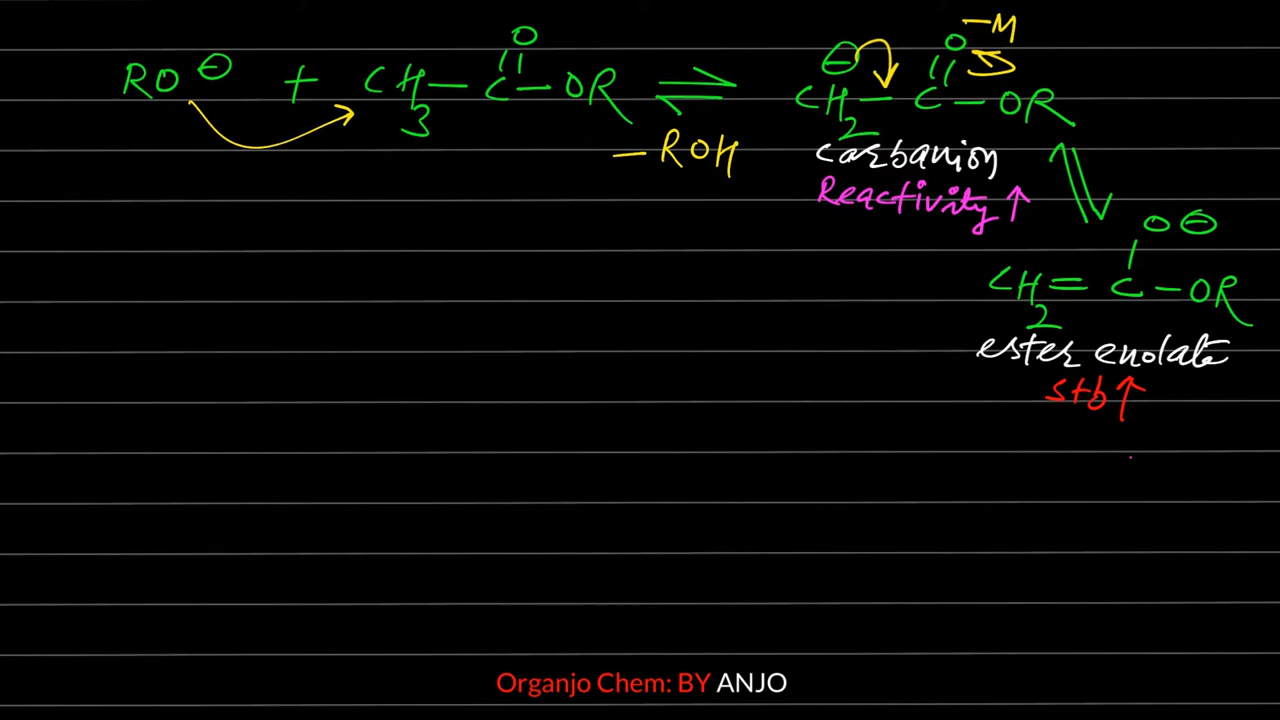 RO ⊖ + CH₃ — C(=O) — OR ⇌ ⊖CH₂ — C(=O) — OR −M
− ROH
carbanion
Reactivity ↑
CH₂ = C(O⊖) — OR
ester enolate
stb ↑
Organjo Chem: BY ANJO